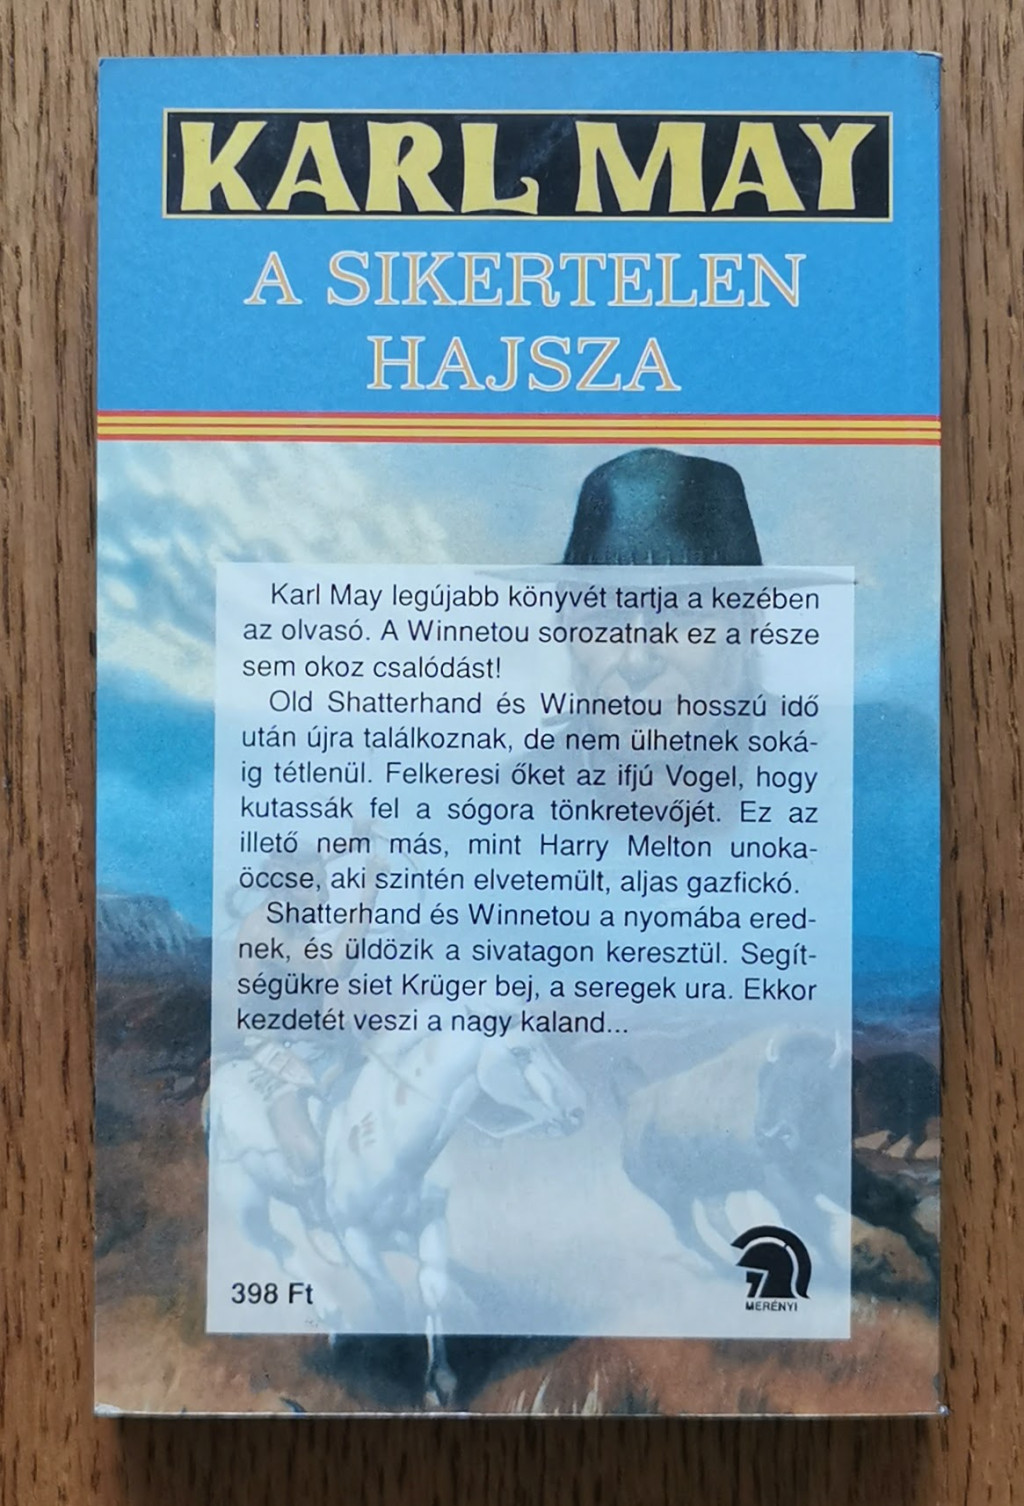 KARL MAY
A SIKERTELEN
HAJSZA
Karl May legújabb könyvét tartja a kezében
az olvasó. A Winnetou sorozatnak ez a része
sem okoz csalódást!
Old Shatterhand és Winnetou hosszú idő
után újra találkoznak, de nem ülhetnek soká-
ig tétlenül. Felkeresi őket az ifjú Vogel, hogy
kutassák fel a sógora tönkretevőjét. Ez az
illető nem más, mint Harry Melton unoka-
öccse, aki szintén elvetemült, aljas gazfickó.
Shatterhand és Winnetou a nyomába ered-
nek, és üldözik a sivatagon keresztül. Segít-
ségükre siet Krüger bej, a seregek ura. Ekkor
kezdetét veszi a nagy kaland...
398 Ft
MERÉNYI